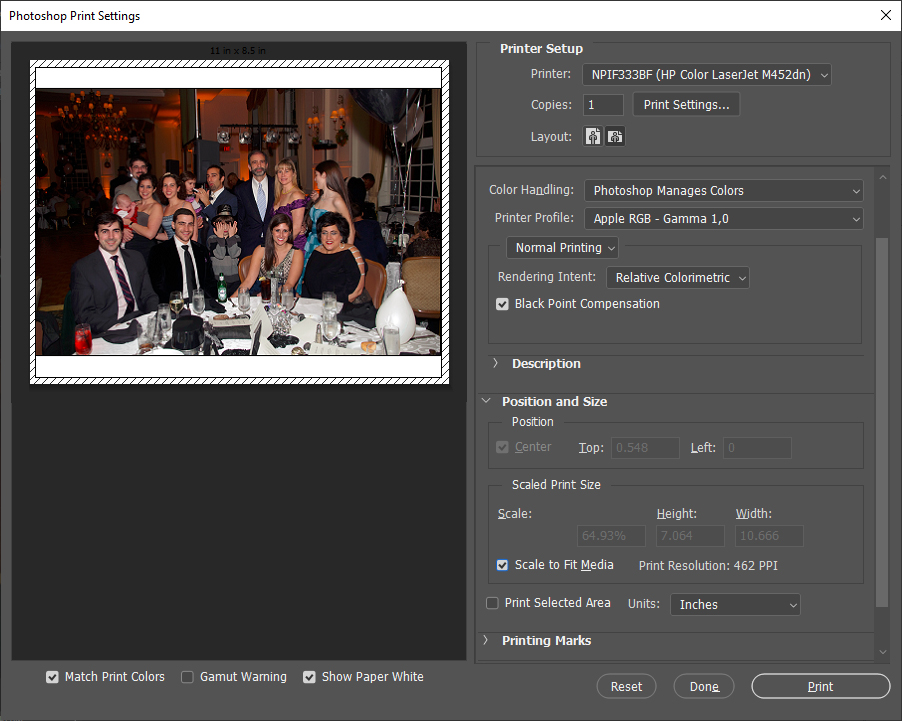 Photoshop Print Settings
11 in x 8.5 in
Printer Setup
Printer: NPIF333BF (HP Color LaserJet M452dn)
Copies: 1 Print Settings...
Layout:
Color Handling: Photoshop Manages Colors
Printer Profile: Apple RGB - Gamma 1,0
Normal Printing
Rendering Intent: Relative Colorimetric
Black Point Compensation
Description
Position and Size
Position
Center Top: 0.548 Left: 0
Scaled Print Size
Scale: Height: Width:
64.93% 7.064 10.666
Scale to Fit Media Print Resolution: 462 PPI
Print Selected Area Units: Inches
Printing Marks
Match Print Colors Gamut Warning Show Paper White
Reset Done Print